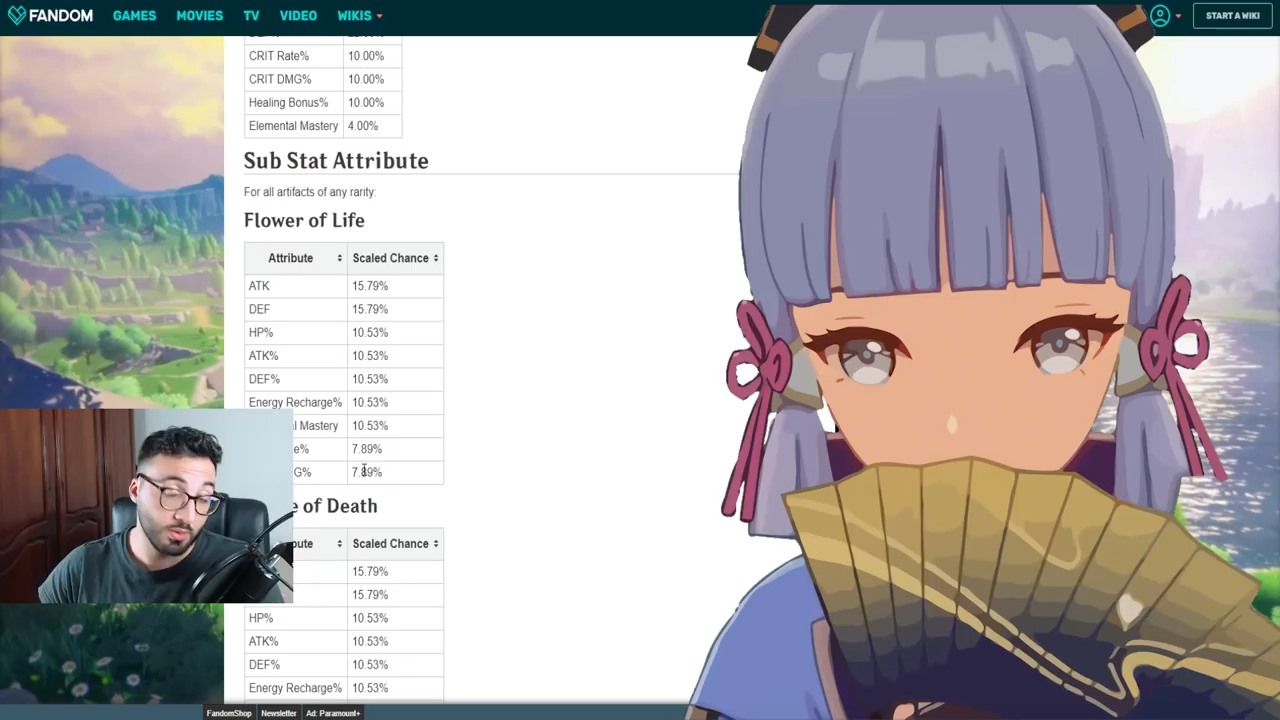 FANDOM GAMES MOVIES TV VIDEO WIKIS START A WIKI
CRIT Rate% 10.00%
CRIT DMG% 10.00%
Healing Bonus% 10.00%
Elemental Mastery 4.00%
Sub Stat Attribute
For all artifacts of any rarity:
Flower of Life
Attribute Scaled Chance
ATK 15.79%
DEF 15.79%
HP% 10.53%
ATK% 10.53%
DEF% 10.53%
Energy Recharge% 10.53%
Mastery 10.53%
7.89%
7.89%
of Death
Scaled Chance
15.79%
15.79%
HP% 10.53%
ATK% 10.53%
DEF% 10.53%
Energy Recharge% 10.53%
FandomShop Newsletter Ad: Paramount+